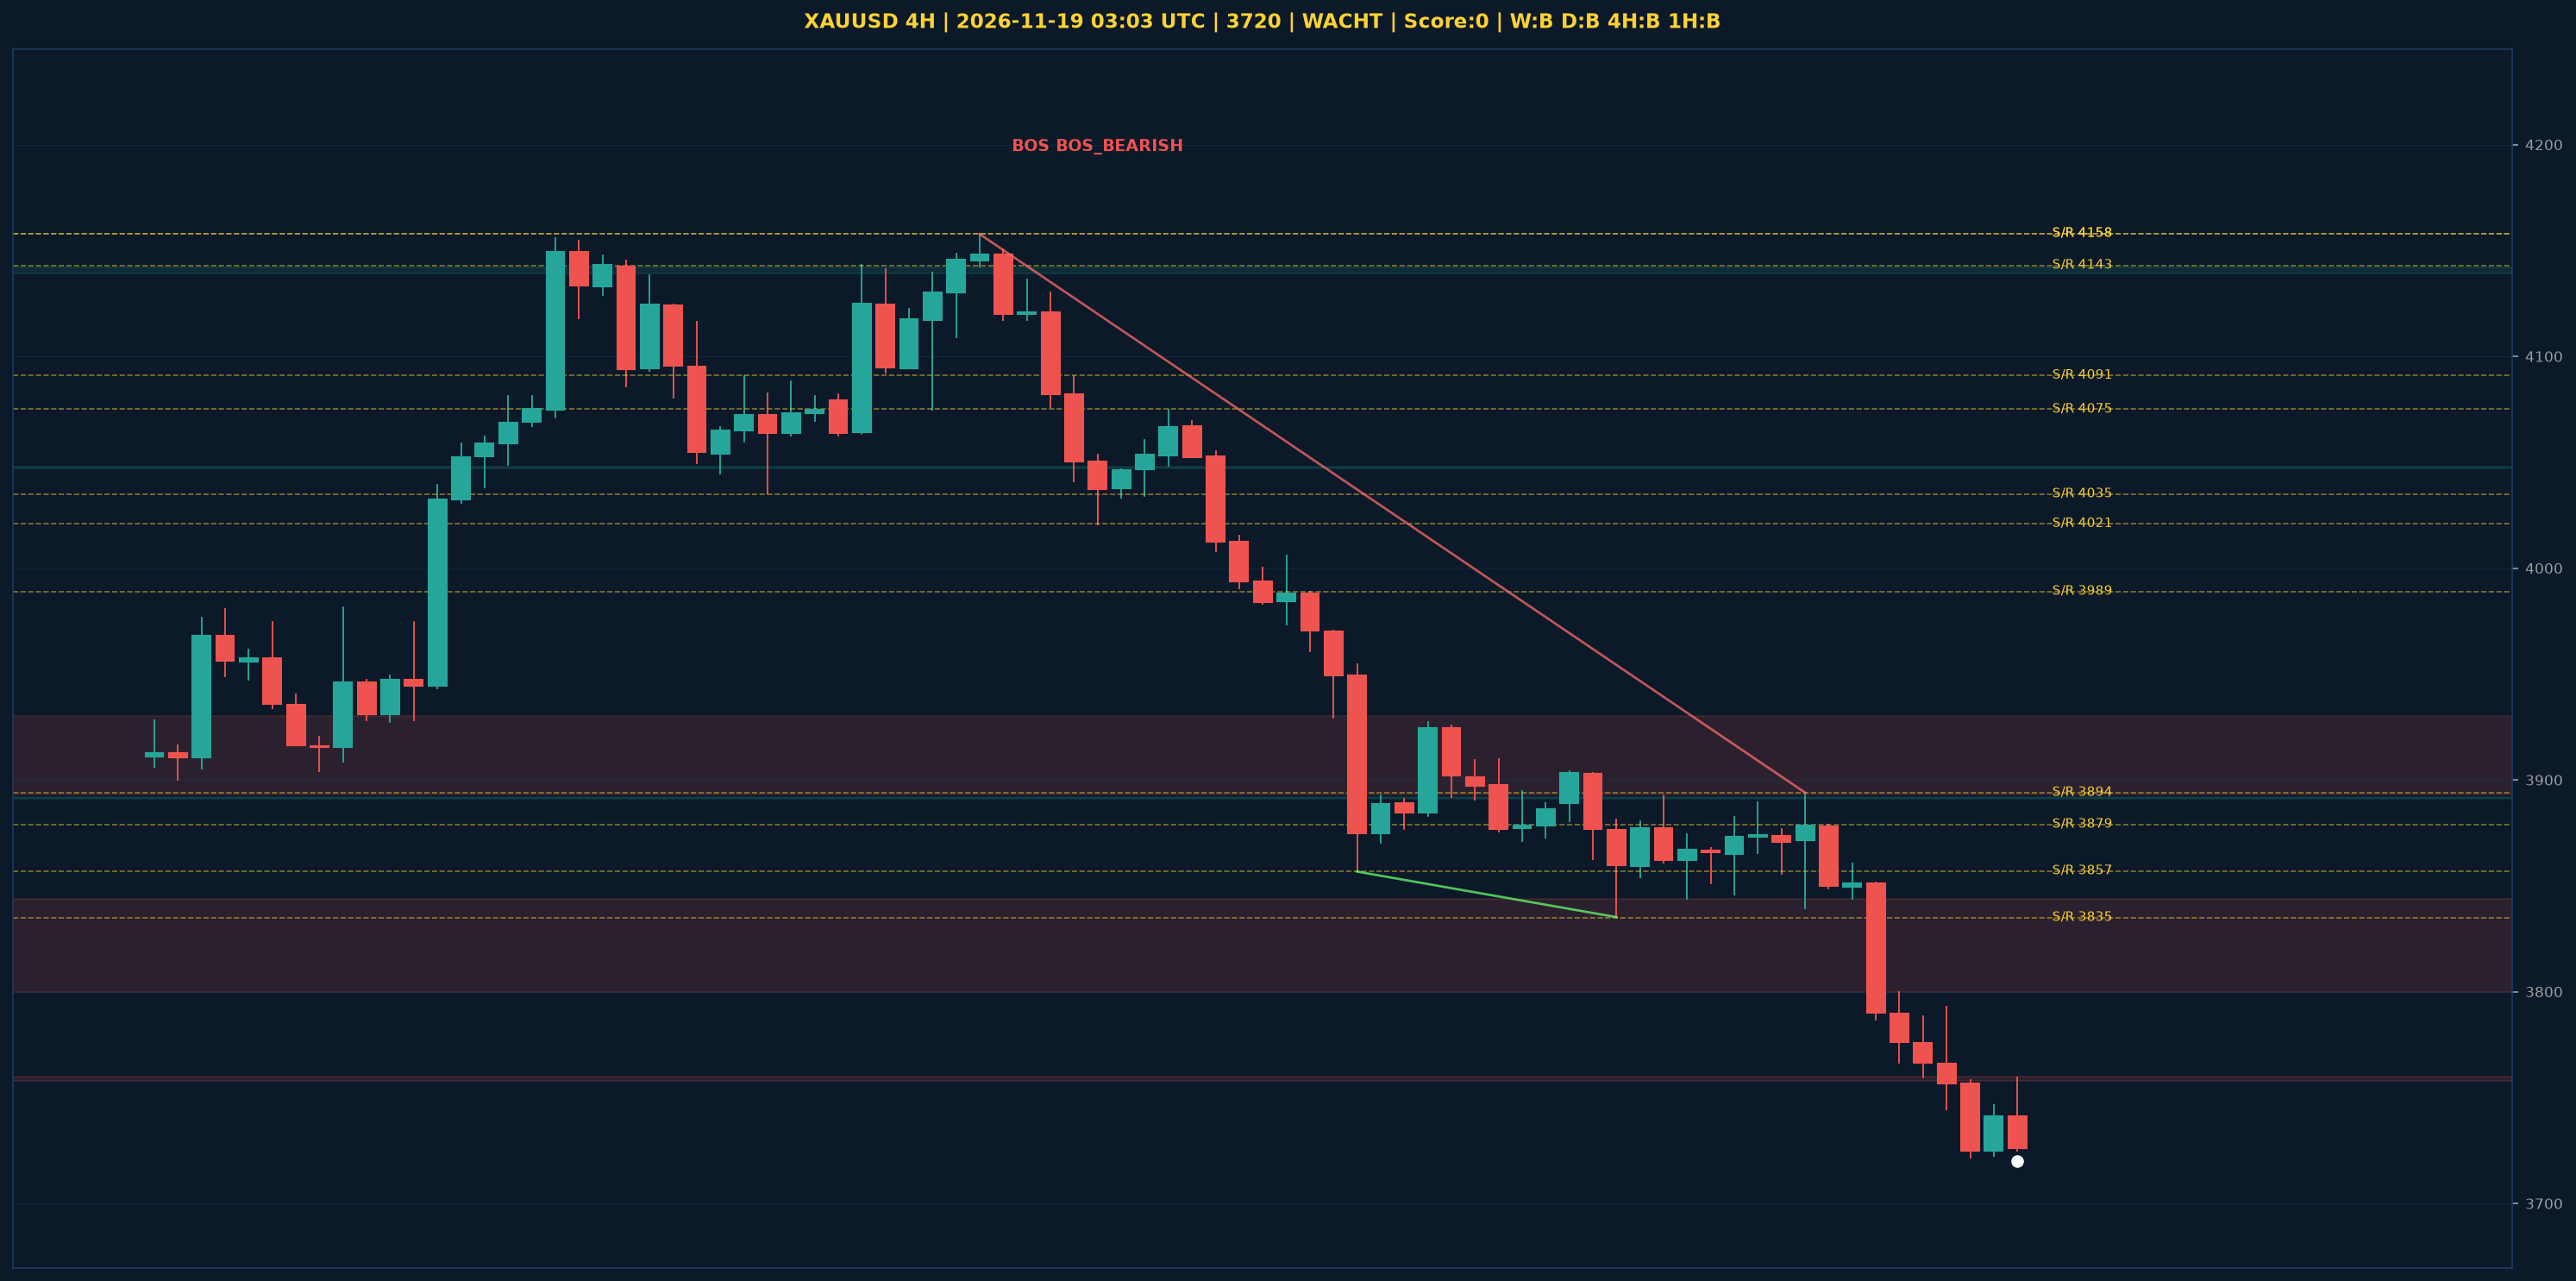 XAUUSD 4H | 2026-11-19 03:03 UTC | 3720 | WACHT | Score:0 | W:B D:B 4H:B 1H:B
BOS BOS_BEARISH
4200
S/R 4158
S/R 4143
4100
S/R 4091
S/R 4075
S/R 4035
S/R 4021
4000
S/R 3989
3900
S/R 3894
S/R 3879
S/R 3857
S/R 3835
3800
3700